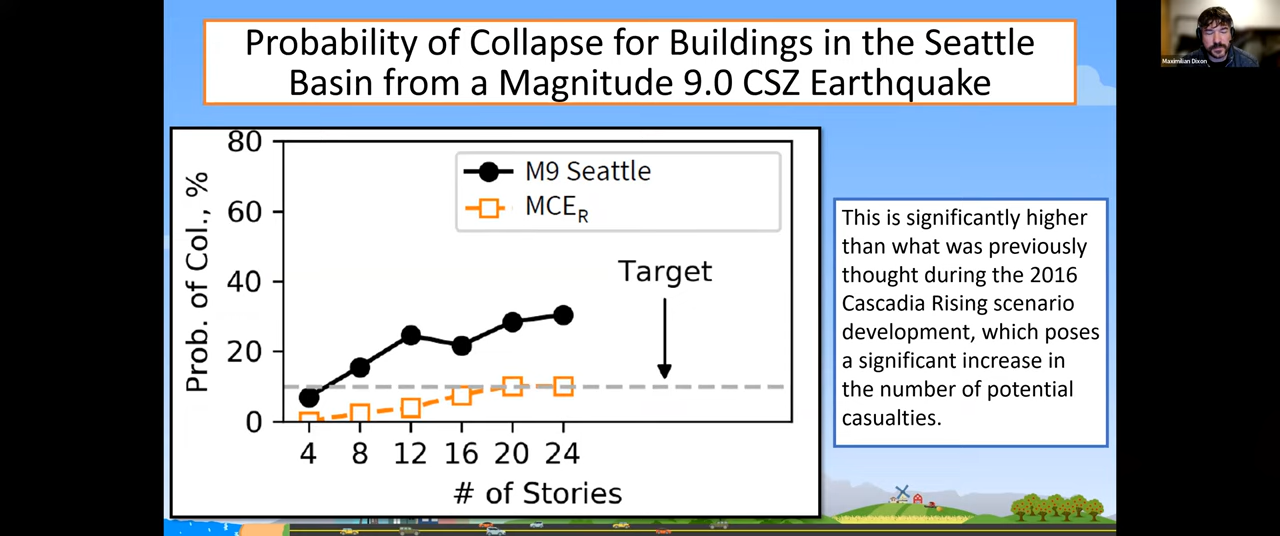 Probability of Collapse for Buildings in the Seattle
Basin from a Magnitude 9.0 CSZ Earthquake
Maximilian Dixon
Prob. of Col., %
80
60
40
20
0
M9 Seattle
MCE_R
Target
4 8 12 16 20 24
# of Stories
This is significantly higher
than what was previously
thought during the 2016
Cascadia Rising scenario
development, which poses
a significant increase in
the number of potential
casualties.